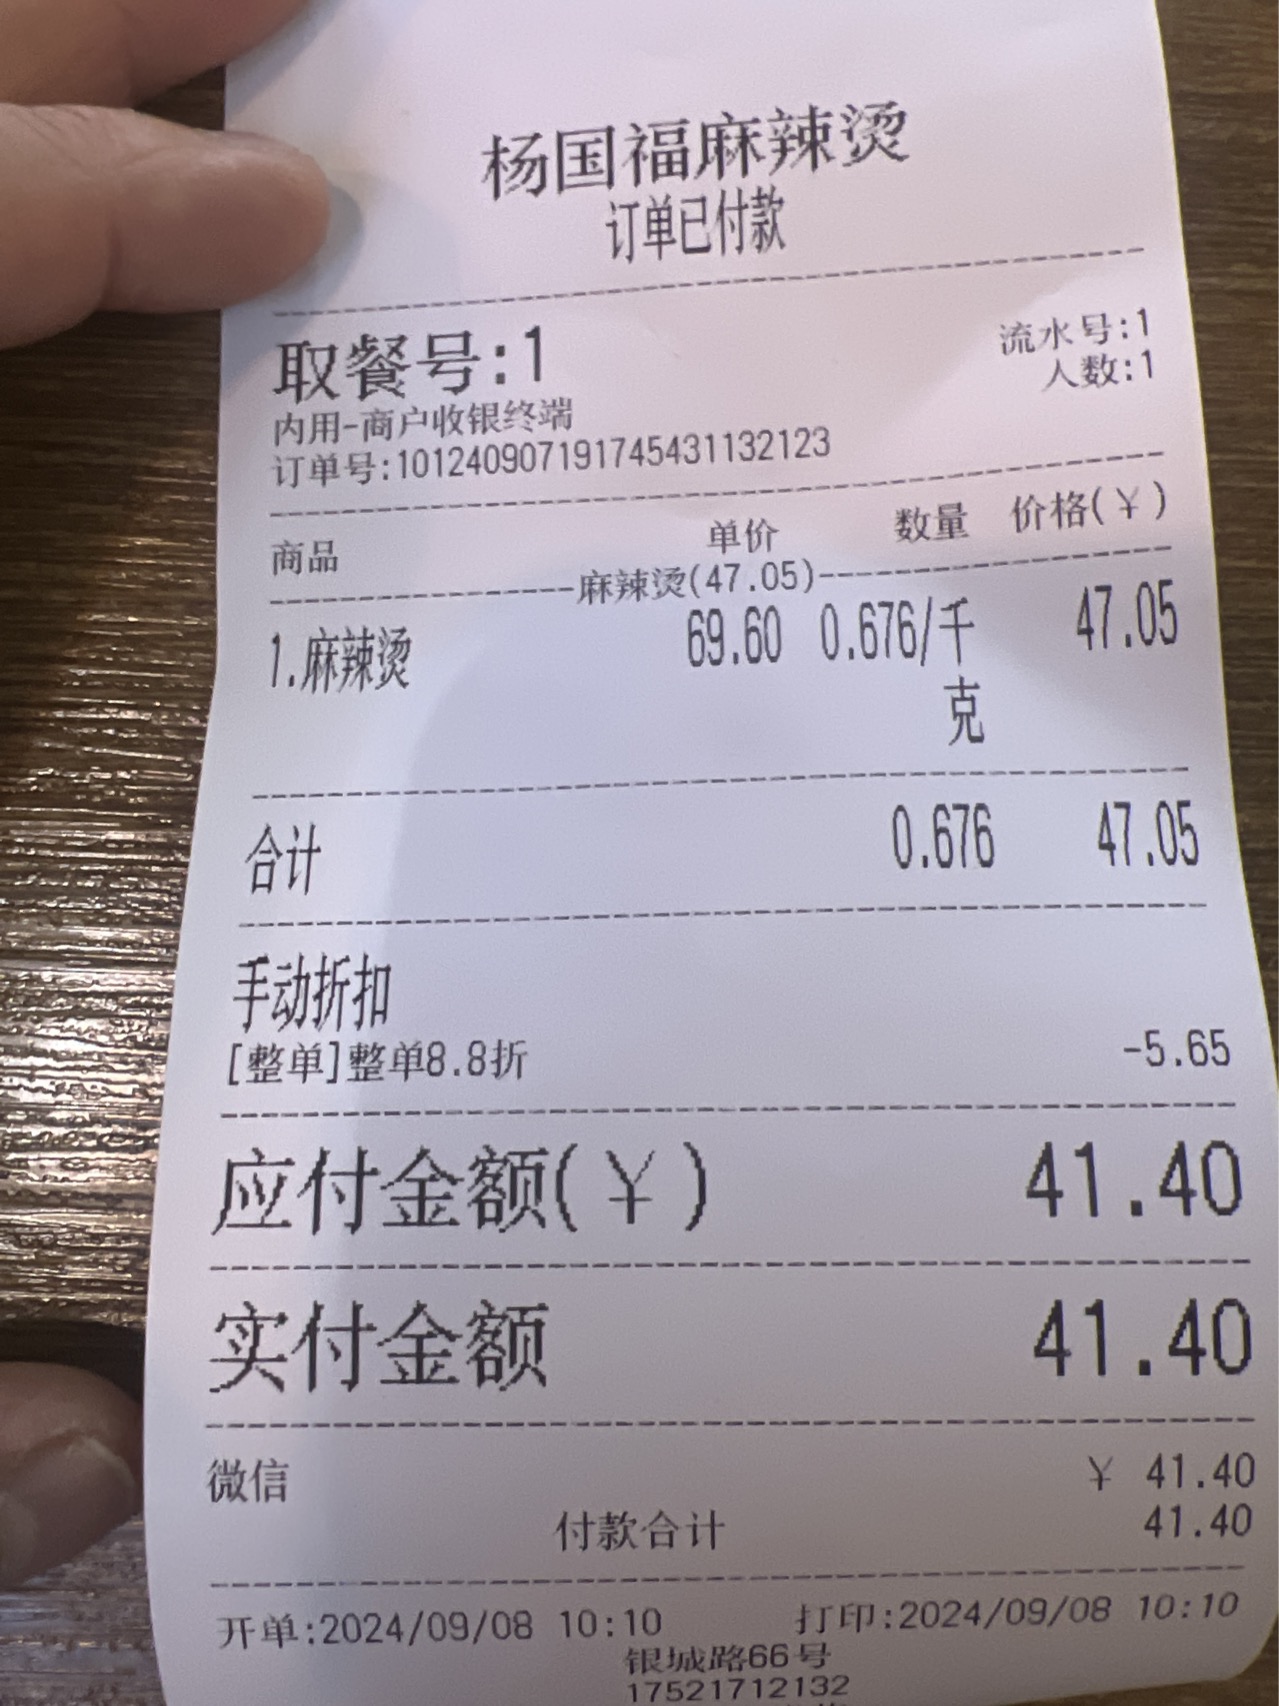 杨国福麻辣烫
订单已付款
取餐号:1
流水号:1
人数:1
内用-商户收银终端
订单号:101240907191745431132123
商品 单价 数量 价格(¥)
麻辣烫(47.05)
1.麻辣烫 69.60 0.676/千克 47.05
合计 0.676 47.05
手动折扣
[整单]整单8.8折 -5.65
应付金额(¥) 41.40
实付金额 41.40
微信 ¥ 41.40
付款合计 41.40
开单:2024/09/08 10:10 打印:2024/09/08 10:10
银城路66号
17521712132